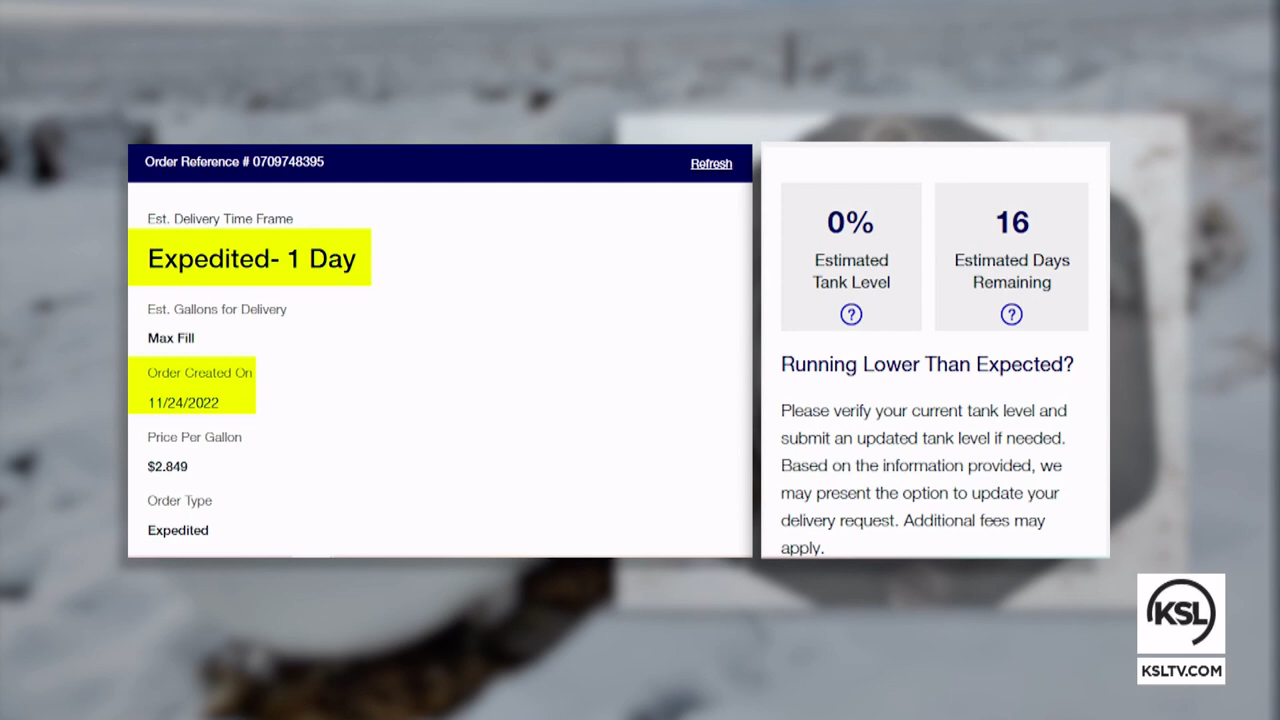 Order Reference # 0709748395
Refresh
Est. Delivery Time Frame
Expedited- 1 Day
Est. Gallons for Delivery
Max Fill
Order Created On
11/24/2022
Price Per Gallon
$2.849
Order Type
Expedited
0%
Estimated
Tank Level
?
16
Estimated Days
Remaining
?
Running Lower Than Expected?
Please verify your current tank level and
submit an updated tank level if needed.
Based on the information provided, we
may present the option to update your
delivery request. Additional fees may
apply.
KSL
KSLTV.COM